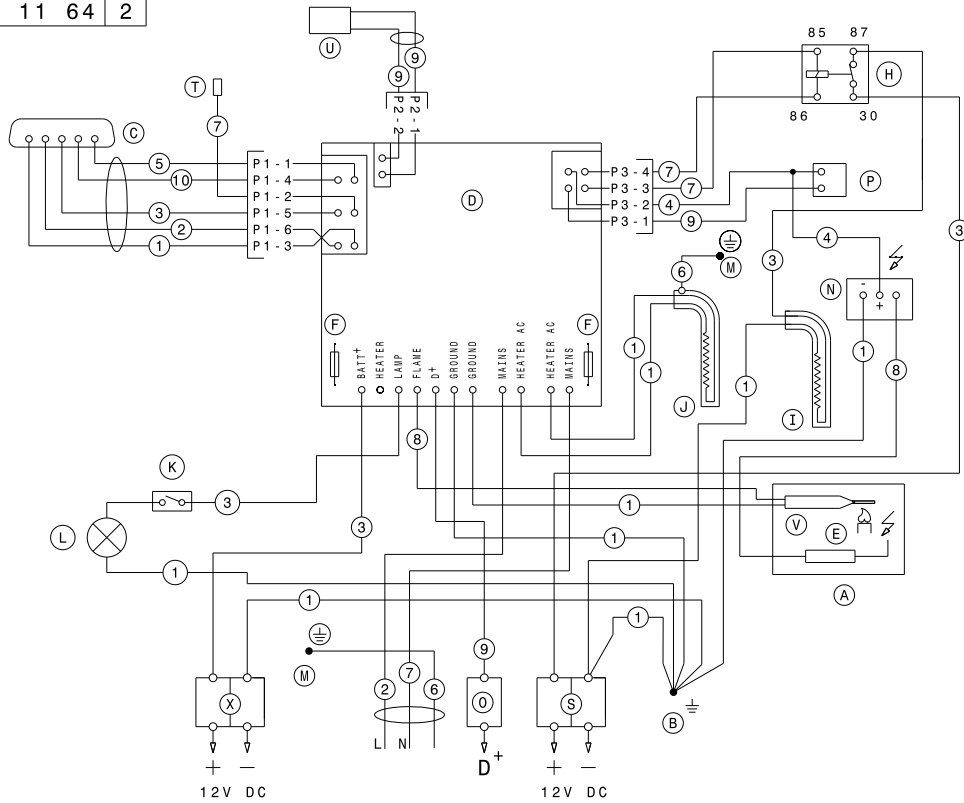 11 64 2
U
85 87
H
86 30
T
9
9
P2-2
P2-1
7
C
5
P1-1
10
P1-4
P1-2
3
P1-5
2
P1-6
1
P1-3
D
P3-4
7
P3-3
7
P3-2
4
P3-1
9
P
3
M
6
4
3
N
- +
F
F
BATT+
HEATER
LAMP
FLAME
D+
GROUND
GROUND
MAINS
HEATER AC
HEATER AC
MAINS
1
1
1
1
8
J
I
8
K
3
L
3
1
1
V
E
A
1
1
1
M
9
7
2
6
X
O
S
B
L N
+ -
D+
+ -
12V DC
12V DC